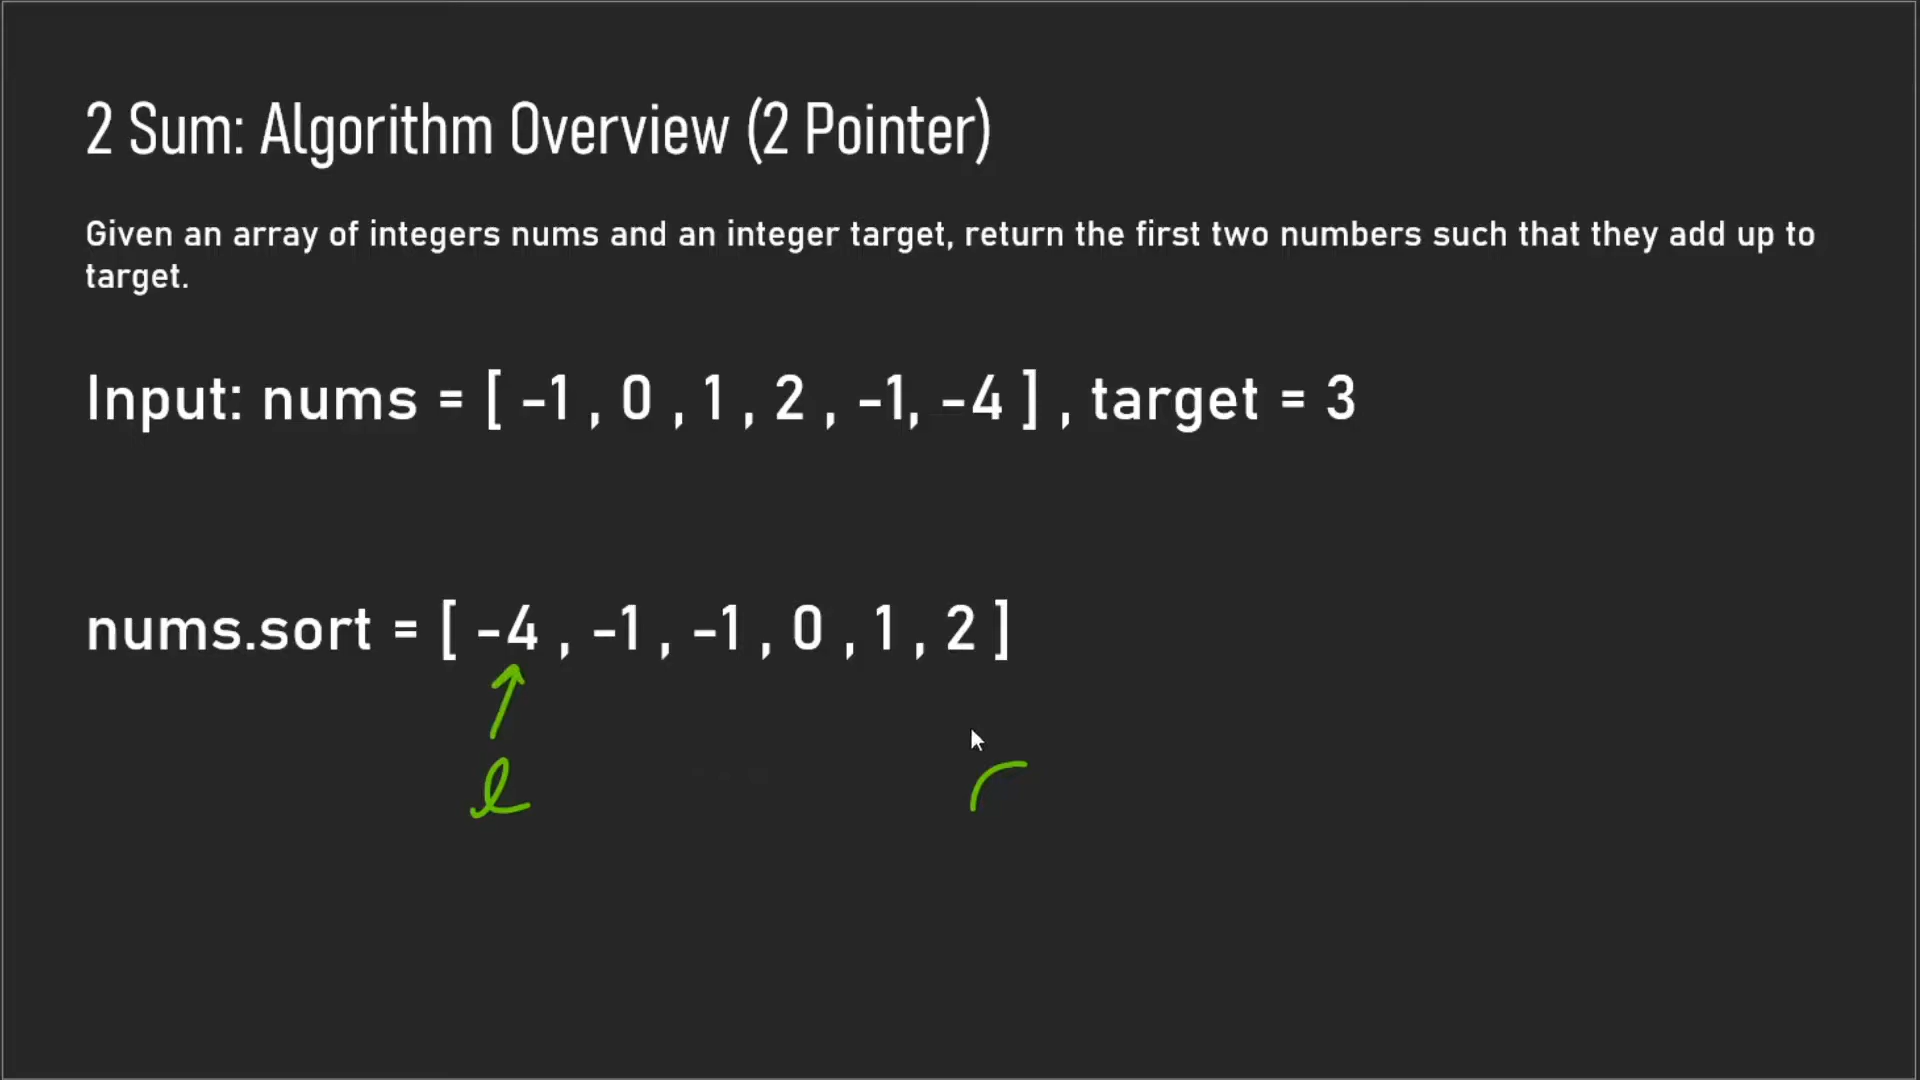 2 Sum: Algorithm Overview (2 Pointer)
Given an array of integers nums and an integer target, return the first two numbers such that they add up to
target.
Input: nums = [ -1 , 0 , 1 , 2 , -1, -4 ] , target = 3
nums.sort = [ -4 , -1 , -1 , 0 , 1 , 2 ]
l r